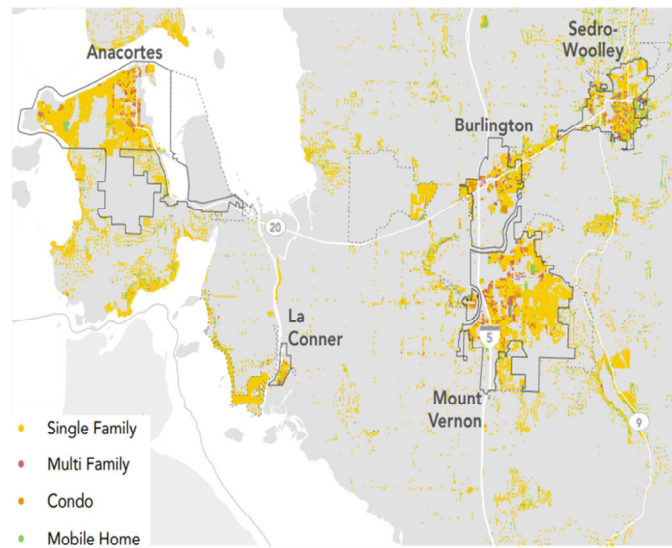 Sedro-
Woolley
Anacortes
Burlington
20
La
Conner
5
Mount
Vernon
9
Single Family
Multi Family
Condo
Mobile Home